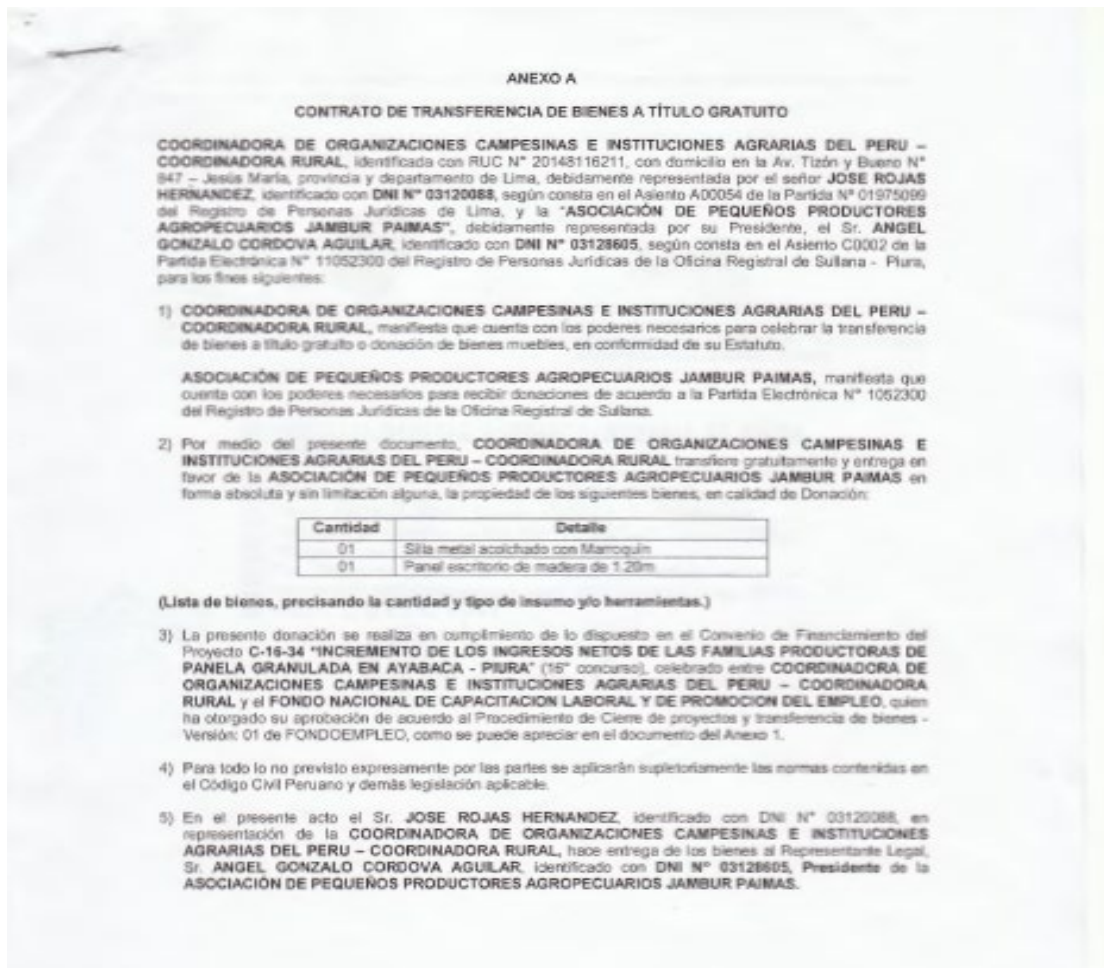 ANEXO A
CONTRATO DE TRANSFERENCIA DE BIENES A TÍTULO GRATUITO
COORDINADORA DE ORGANIZACIONES CAMPESINAS E INSTITUCIONES AGRARIAS DEL PERU –
COORDINADORA RURAL, identificada con RUC N° 20148116211, con domicilio en la Av. Tizón y Bueno N°
847 – Jesús María, provincia y departamento de Lima, debidamente representada por el señor JOSE ROJAS
HERNANDEZ, identificado con DNI N° 03120088, según consta en el Asiento A00054 de la Partida N° 01975099
del Registro de Personas Jurídicas de Lima, y la "ASOCIACIÓN DE PEQUEÑOS PRODUCTORES
AGROPECUARIOS JAMBUR PAIMAS", debidamente representada por su Presidente, el Sr. ANGEL
GONZALO CORDOVA AGUILAR, identificado con DNI N° 03128605, según consta en el Asiento C0002 de la
Partida Electrónica N° 11052300 del Registro de Personas Jurídicas de la Oficina Registral de Sullana - Piura,
para los fines siguientes:
1) COORDINADORA DE ORGANIZACIONES CAMPESINAS E INSTITUCIONES AGRARIAS DEL PERU –
COORDINADORA RURAL, manifiesta que cuenta con los poderes necesarios para celebrar la transferencia
de bienes a título gratuito o donación de bienes muebles, en conformidad de su Estatuto.
ASOCIACIÓN DE PEQUEÑOS PRODUCTORES AGROPECUARIOS JAMBUR PAIMAS, manifiesta que
cuenta con los poderes necesarios para recibir donaciones de acuerdo a la Partida Electrónica N° 1052300
del Registro de Personas Jurídicas de la Oficina Registral de Sullana.
2) Por medio del presente documento, COORDINADORA DE ORGANIZACIONES CAMPESINAS E
INSTITUCIONES AGRARIAS DEL PERU – COORDINADORA RURAL transfiere gratuitamente y entrega en
favor de la ASOCIACIÓN DE PEQUEÑOS PRODUCTORES AGROPECUARIOS JAMBUR PAIMAS en
forma absoluta y sin limitación alguna, la propiedad de los siguientes bienes, en calidad de Donación:
Cantidad Detalle
01 Silla metal acolchado con Marroquín
01 Panel escritorio de madera de 1.20m
(Lista de bienes, precisando la cantidad y tipo de insumo y/o herramientas.)
3) La presente donación se realiza en cumplimiento de lo dispuesto en el Convenio de Financiamiento del
Proyecto C-16-34 "INCREMENTO DE LOS INGRESOS NETOS DE LAS FAMILIAS PRODUCTORAS DE
PANELA GRANULADA EN AYABACA - PIURA" (16° concurso), celebrado entre COORDINADORA DE
ORGANIZACIONES CAMPESINAS E INSTITUCIONES AGRARIAS DEL PERU – COORDINADORA
RURAL y el FONDO NACIONAL DE CAPACITACION LABORAL Y DE PROMOCION DEL EMPLEO, quien
ha otorgado su aprobación de acuerdo al Procedimiento de Cierre de proyectos y transferencia de bienes -
Versión: 01 de FONDOEMPLEO, como se puede apreciar en el documento del Anexo 1.
4) Para todo lo no previsto expresamente por las partes se aplicarán supletoriamente las normas contenidas en
el Código Civil Peruano y demás legislación aplicable.
5) En el presente acto el Sr. JOSE ROJAS HERNANDEZ, identificado con DNI N° 03120088, en
representación de la COORDINADORA DE ORGANIZACIONES CAMPESINAS E INSTITUCIONES
AGRARIAS DEL PERU – COORDINADORA RURAL, hace entrega de los bienes al Representante Legal,
Sr. ANGEL GONZALO CORDOVA AGUILAR, identificado con DNI N° 03128605, Presidente de la
ASOCIACIÓN DE PEQUEÑOS PRODUCTORES AGROPECUARIOS JAMBUR PAIMAS.